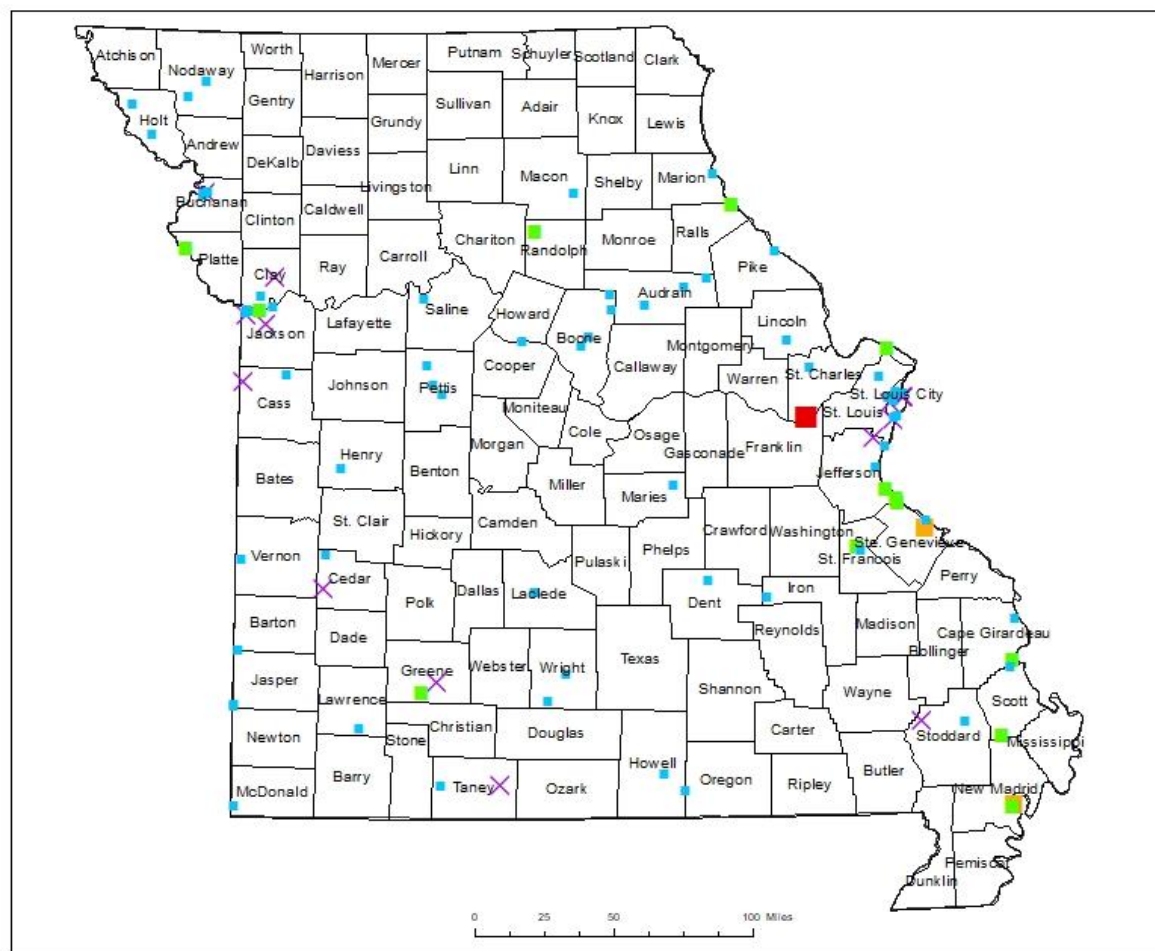 Atchison
Nodaway
Worth
Harrison
Mercer
Putnam
Schuyler
Scotland
Clark
Holt
Gentry
Sullivan
Adair
Knox
Lewis
Andrew
DeKalb
Daviess
Grundy
Linn
Macon
Shelby
Marion
Buchanan
Clinton
Caldwell
Livingston
Chariton
Randolph
Monroe
Ralls
Platte
Clay
Ray
Carroll
Saline
Howard
Audrain
Pike
Jackson
Lafayette
Boone
Lincoln
Cooper
Callaway
Montgomery
Warren
St. Charles
Cass
Johnson
Pettis
Moniteau
Cole
Osage
Gasconade
Franklin
St. Louis City
St. Louis
Bates
Henry
Benton
Morgan
Miller
Maries
Jefferson
St. Clair
Hickory
Camden
Pulaski
Phelps
Crawford
Washington
Ste. Genevieve
St. Francois
Perry
Vernon
Cedar
Polk
Dallas
Laclede
Dent
Iron
Reynolds
Madison
Cape Girardeau
Bollinger
Barton
Dade
Greene
Webster
Wright
Texas
Shannon
Wayne
Scott
Jasper
Lawrence
Christian
Douglas
Carter
Stoddard
Mississippi
Newton
Stone
Howell
Oregon
Ripley
Butler
McDonald
Barry
Taney
Ozark
New Madrid
Pemiscot
Dunklin
0 25 50 100 Miles